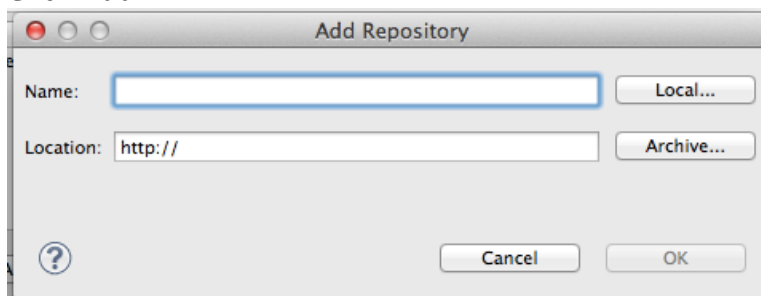 Add Repository
Name:
Local...
Location: http://
Archive...
?
Cancel
OK